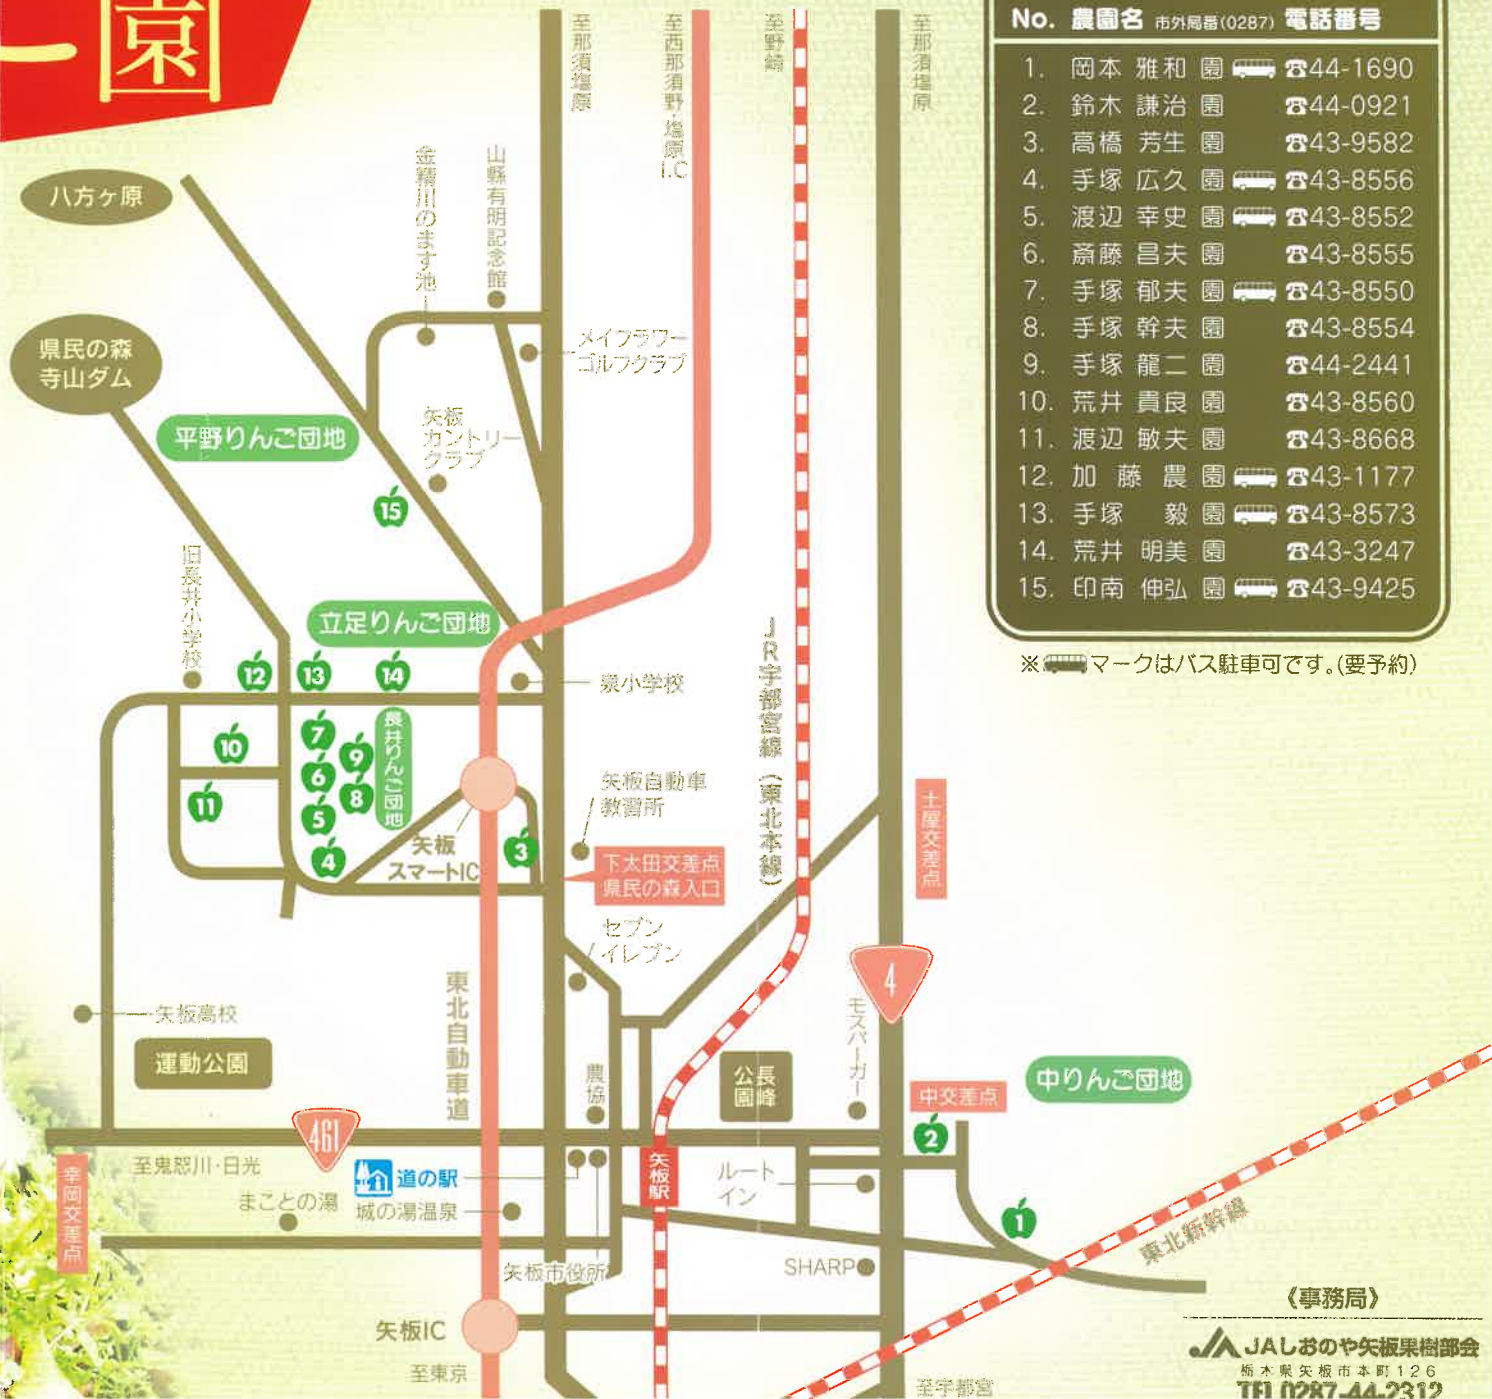 ー園
No. 農園名 市外局番(0287) 電話番号
1. 岡本 雅和 園 ☎44-1690
2. 鈴木 謙治 園 ☎44-0921
3. 高橋 芳生 園 ☎43-9582
4. 手塚 広久 園 ☎43-8556
5. 渡辺 幸史 園 ☎43-8552
6. 斎藤 昌夫 園 ☎43-8555
7. 手塚 郁夫 園 ☎43-8550
8. 手塚 幹夫 園 ☎43-8554
9. 手塚 龍二 園 ☎44-2441
10. 荒井 貴良 園 ☎43-8560
11. 渡辺 敏夫 園 ☎43-8668
12. 加藤農園 ☎43-1177
13. 手塚 毅 園 ☎43-8573
14. 荒井 明美 園 ☎43-3247
15. 印南 伸弘 園 ☎43-9425
※マークはバス駐車可です。(要予約)
至那須塩原
至西那須野・塩原I.C
至野崎
至那須塩原
八方ヶ原
金精川のます池
山縣有朋記念館
県民の森
寺山ダム
メイフラワー
ゴルフクラブ
平野りんご団地
矢板
カントリー
クラブ
15
旧長井小学校
立足りんご団地
12
13
14
泉小学校
JR宇都宮線(東北本線)
7
10
9
長井りんご団地
6
11
8
5
4
矢板
スマートIC
3
矢板自動車
教習所
下太田交差点
県民の森入口
土屋交差点
セブン
イレブン
4
東北自動車道
矢板高校
運動公園
農協
長峰
公園
モスバーガー
中交差点
中りんご団地
2
461
至鬼怒川・日光
幸岡交差点
道の駅
矢板駅
ルート
イン
まことの湯
城の湯温泉
1
東北新幹線
矢板市役所
SHARP
矢板IC
至東京
至宇都宮
《事務局》
JAしおのや矢板果樹部会
栃木県矢板市本町126
TEL 0287-44-2312